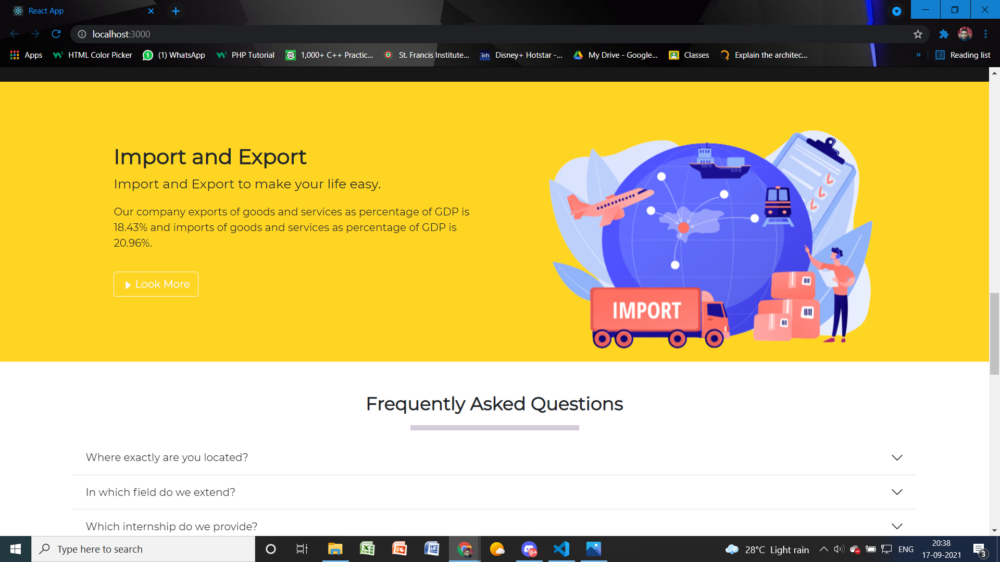 React App
localhost:3000
Apps
HTML Color Picker
(1) WhatsApp
PHP Tutorial
1,000+ C++ Practic...
St. Francis Institute...
Disney+ Hotstar -...
My Drive - Google...
Classes
Explain the architec...
»
Reading list
Import and Export
Import and Export to make your life easy.
Our company exports of goods and services as percentage of GDP is
18.43% and imports of goods and services as percentage of GDP is
20.96%.
Look More
IMPORT
Frequently Asked Questions
Where exactly are you located?
In which field do we extend?
Which internship do we provide?
Type here to search
9+
28°C Light rain
ENG
20:38
17-09-2021
3